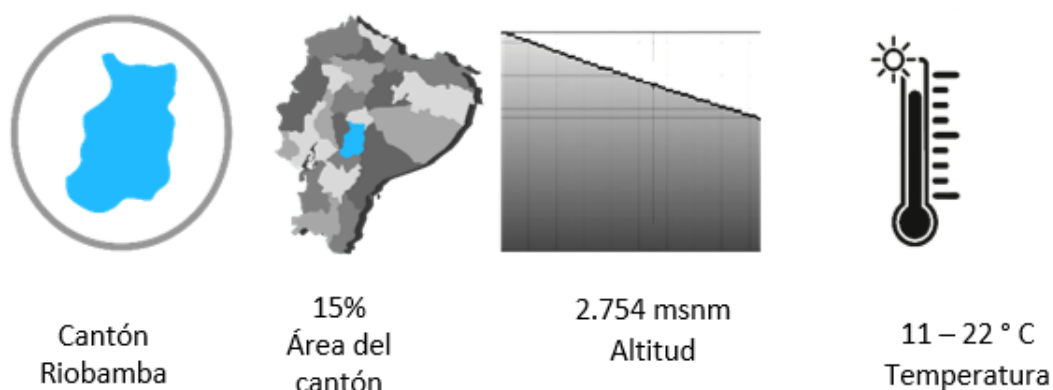 Cantón
Riobamba
15%
Área del
cantón
2.754 msnm
Altitud
11 – 22 ° C
Temperatura